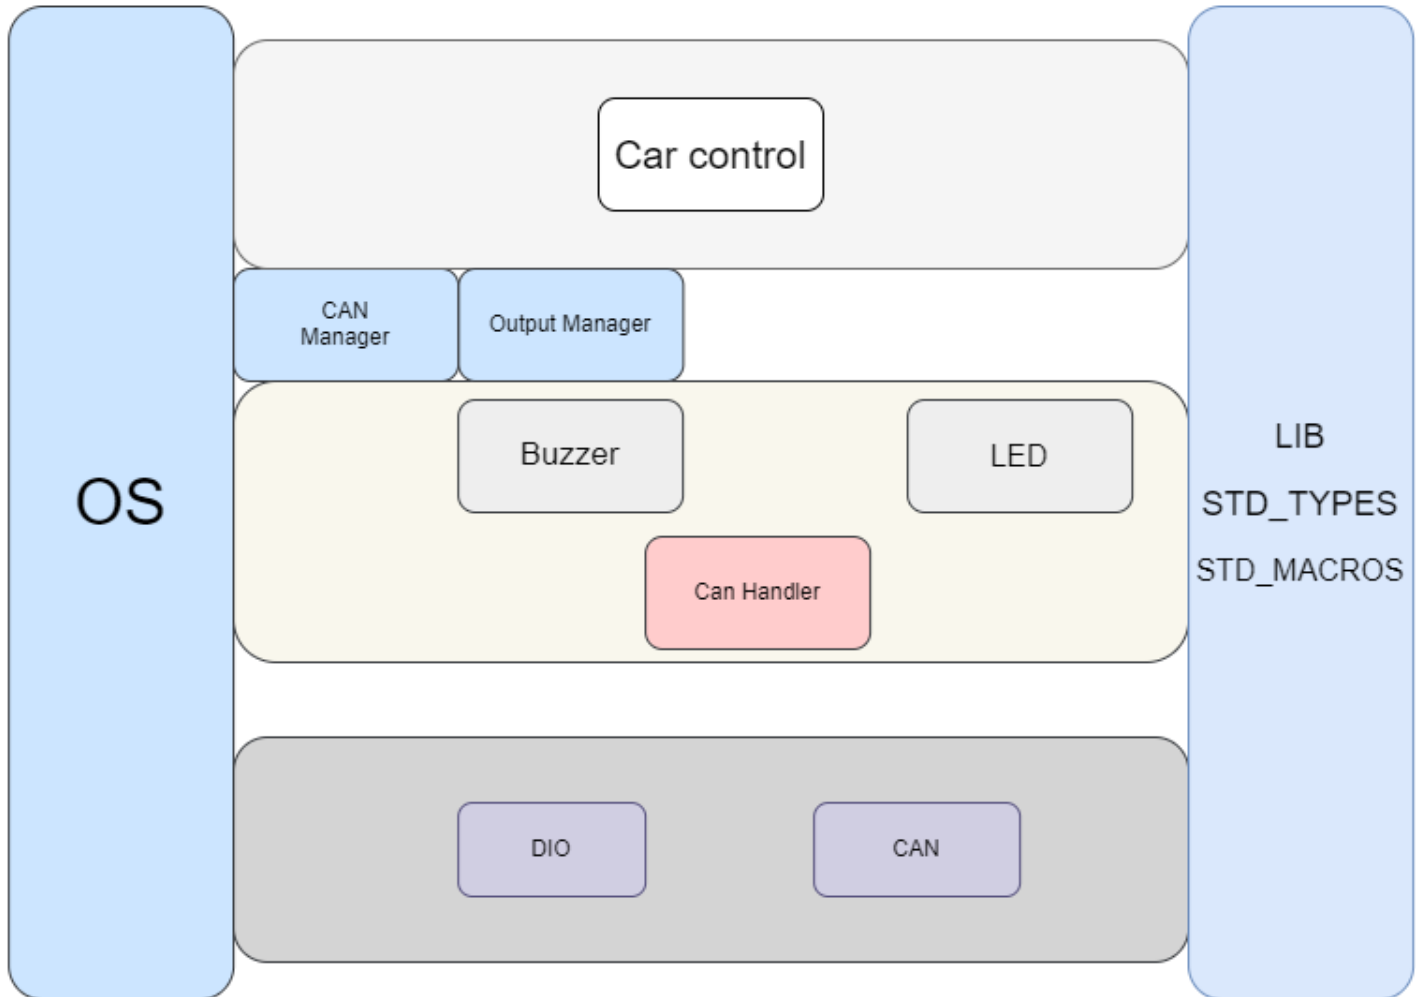 Car control
CAN
Manager
Output Manager
Buzzer
LED
OS
LIB
STD_TYPES
STD_MACROS
Can Handler
DIO
CAN